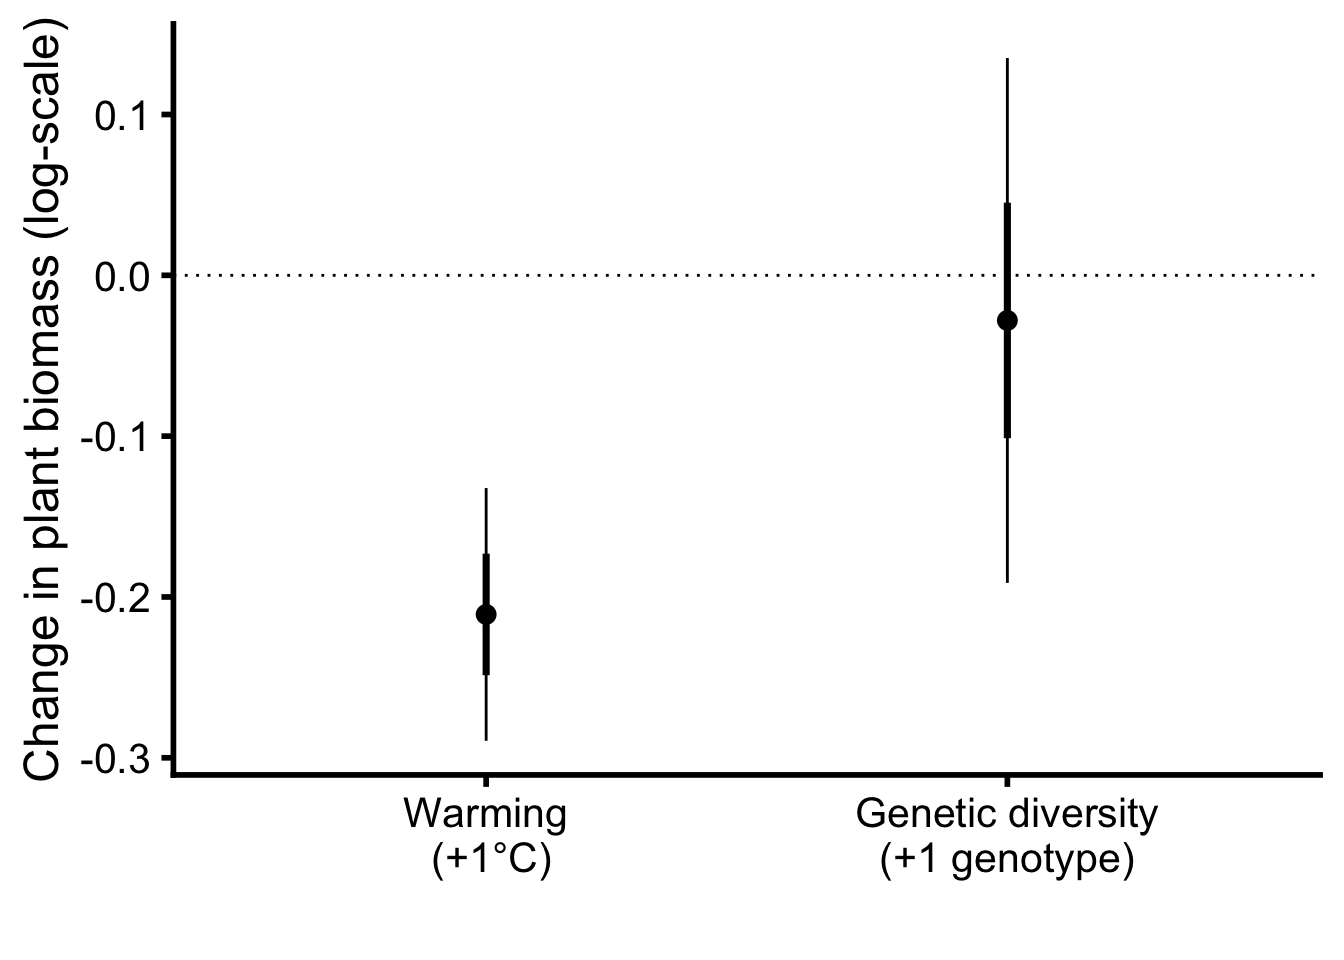 Change in plant biomass (log-scale)
0.1
0.0
-0.1
-0.2
-0.3
Warming
(+1°C)
Genetic diversity
(+1 genotype)